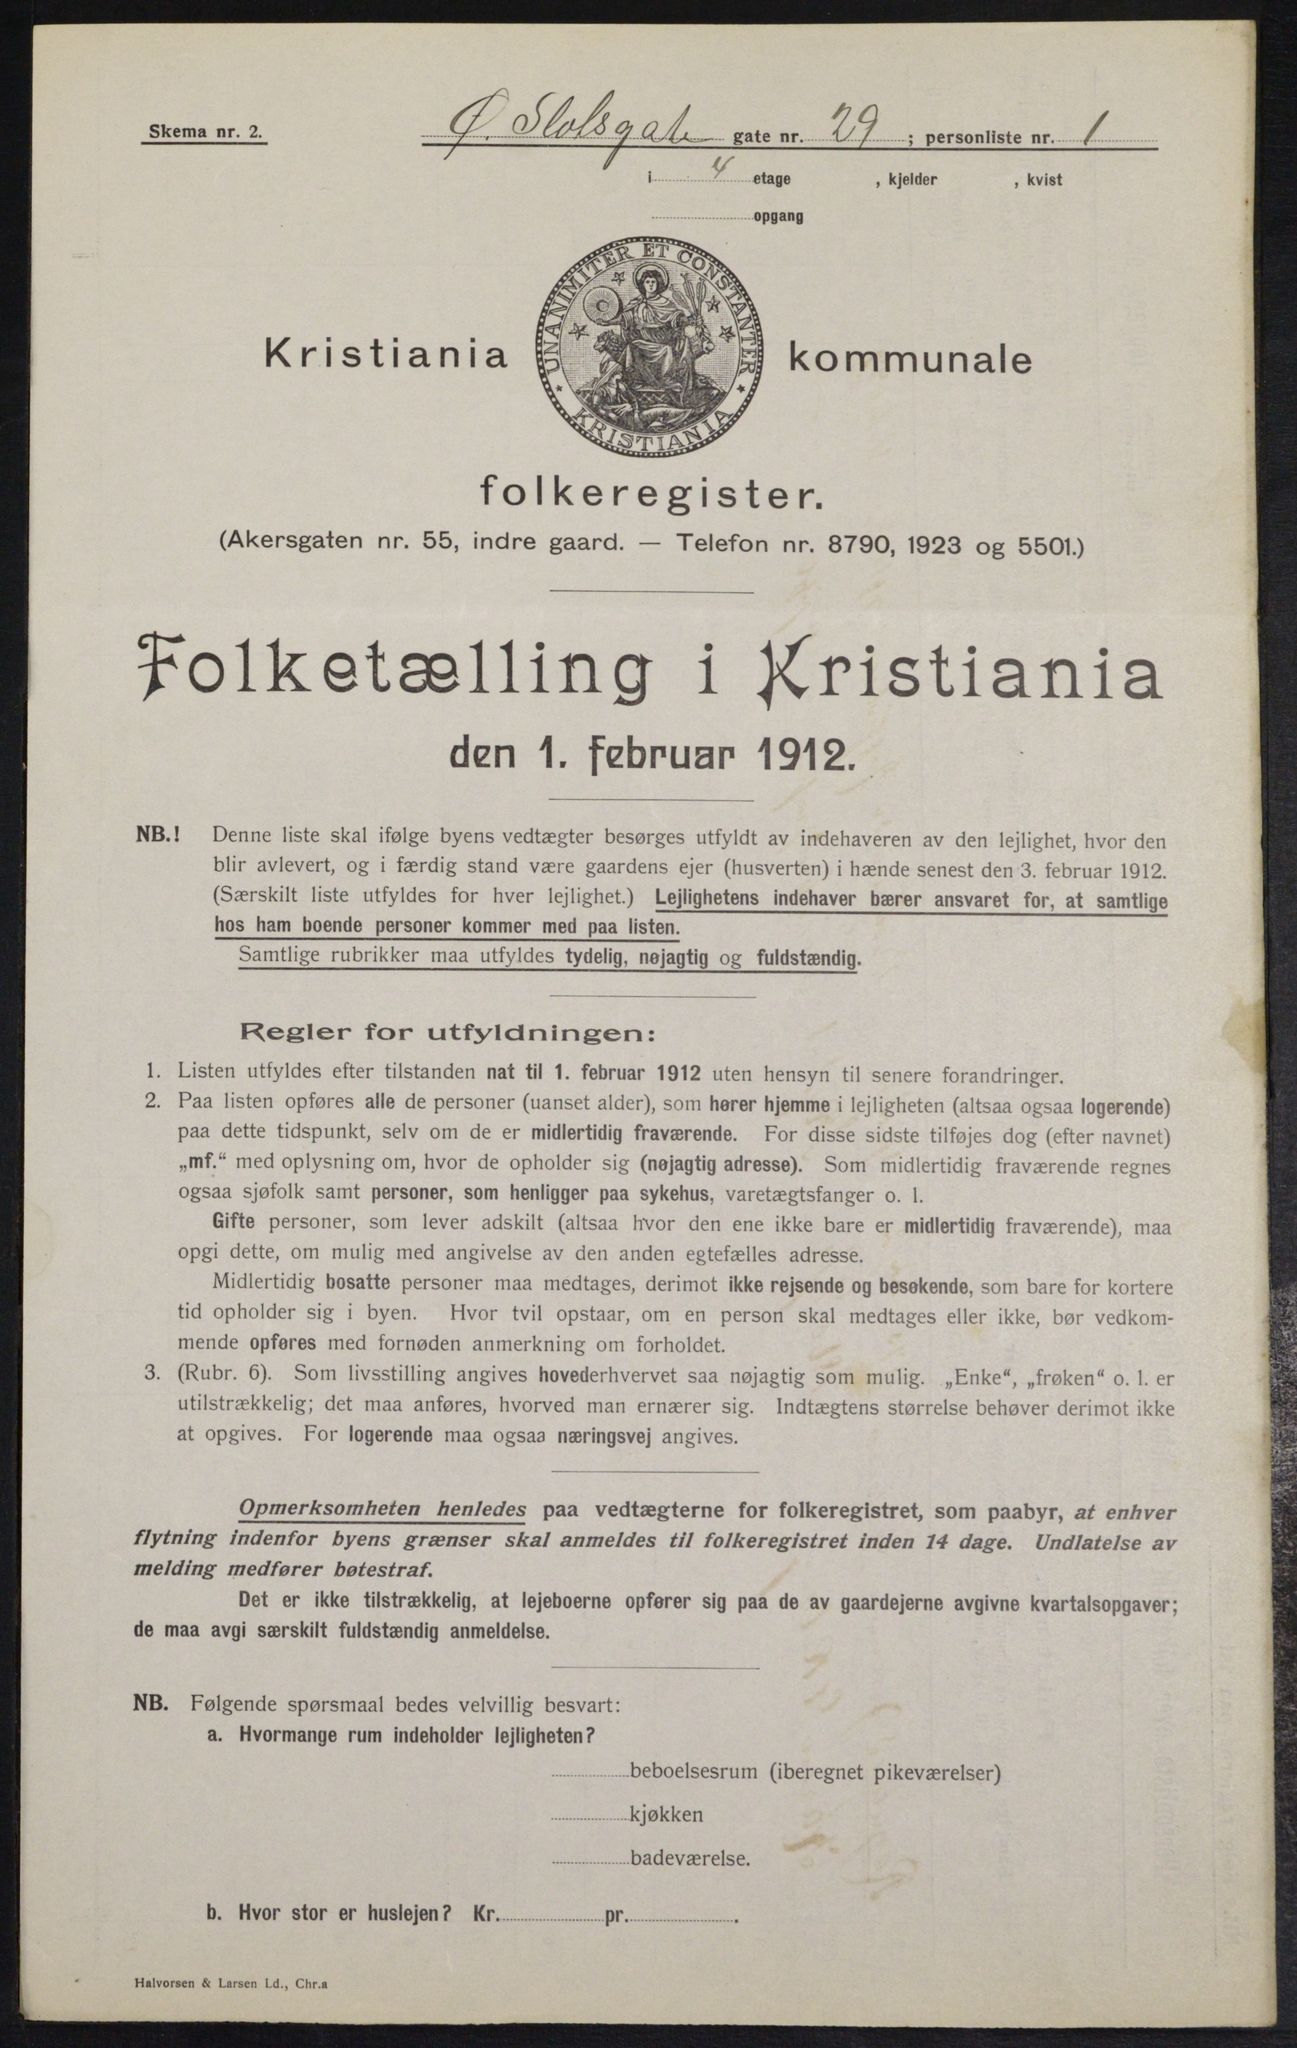 Skema nr. 2.
Ø. Slotsgate gate nr. 29 ; personliste nr. 1
i 4 etage , kjelder , kvist
opgang
UNANIMITER ET CONSTANTER
KRISTIANIA
Kristiania kommunale
folkeregister.
(Akersgaten nr. 55, indre gaard. — Telefon nr. 8790, 1923 og 5501.)
Folketælling i Kristiania
den 1. februar 1912.
NB.! Denne liste skal ifølge byens vedtægter besørges utfyldt av indehaveren av den lejlighet, hvor den
blir avlevert, og i færdig stand være gaardens ejer (husverten) i hænde senest den 3. februar 1912.
(Særskilt liste utfyldes for hver lejlighet.) Lejlighetens indehaver bærer ansvaret for, at samtlige
hos ham boende personer kommer med paa listen.
Samtlige rubrikker maa utfyldes tydelig, nøjagtig og fuldstændig.
Regler for utfyldningen:
1. Listen utfyldes efter tilstanden nat til 1. februar 1912 uten hensyn til senere forandringer.
2. Paa listen opføres alle de personer (uanset alder), som hører hjemme i lejligheten (altsaa ogsaa logerende)
paa dette tidspunkt, selv om de er midlertidig fraværende. For disse sidste tilføjes dog (efter navnet)
„mf.“ med oplysning om, hvor de opholder sig (nøjagtig adresse). Som midlertidig fraværende regnes
ogsaa sjøfolk samt personer, som henligger paa sykehus, varetægtsfanger o. l.
Gifte personer, som lever adskilt (altsaa hvor den ene ikke bare er midlertidig fraværende), maa
opgi dette, om mulig med angivelse av den anden egtefælles adresse.
Midlertidig bosatte personer maa medtages, derimot ikke rejsende og besøkende, som bare for kortere
tid opholder sig i byen. Hvor tvil opstaar, om en person skal medtages eller ikke, bør vedkom-
mende opføres med fornøden anmerkning om forholdet.
3. (Rubr. 6). Som livsstilling angives hovederhvervet saa nøjagtig som mulig. „Enke“, „frøken“ o. l. er
utilstrækkelig; det maa anføres, hvorved man ernærer sig. Indtægtens størrelse behøver derimot ikke
at opgives. For logerende maa ogsaa næringsvej angives.
Opmerksomheten henledes paa vedtægterne for folkeregistret, som paabyr, at enhver
flytning indenfor byens grænser skal anmeldes til folkeregistret inden 14 dage. Undlatelse av
melding medfører bøtestraf.
Det er ikke tilstrækkelig, at lejeboerne opfører sig paa de av gaardejerne avgivne kvartalsopgaver;
de maa avgi særskilt fuldstændig anmeldelse.
NB. Følgende spørsmaal bedes velvillig besvart:
a. Hvormange rum indeholder lejligheten?
beboelsesrum (iberegnet pikeværelser)
kjøkken
badeværelse.
b. Hvor stor er huslejen? Kr. pr. .
Halvorsen & Larsen Ld., Chr.a